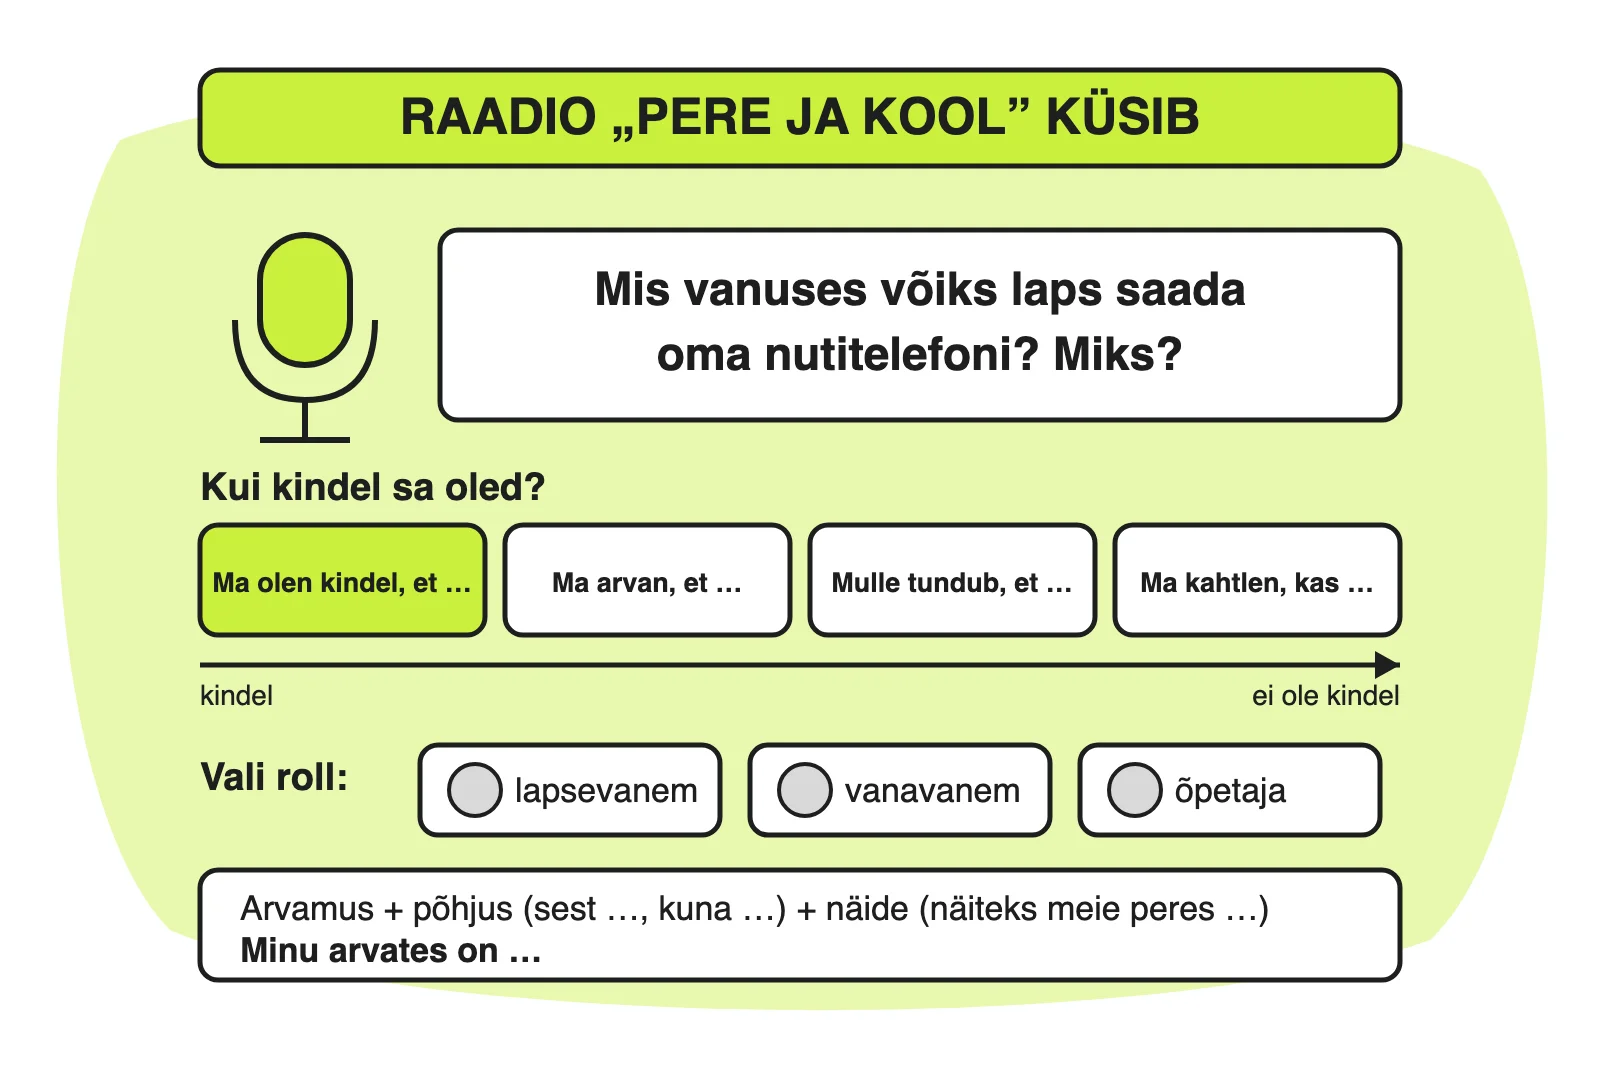 RAADIO „PERE JA KOOL” KÜSIB
Mis vanuses võiks laps saada
oma nutitelefoni? Miks?
Kui kindel sa oled?
Ma olen kindel, et …
Ma arvan, et …
Mulle tundub, et …
Ma kahtlen, kas …
kindel
ei ole kindel
Vali roll:
lapsevanem
vanavanem
õpetaja
Arvamus + põhjus (sest …, kuna …) + näide (näiteks meie peres …)
Minu arvates on …